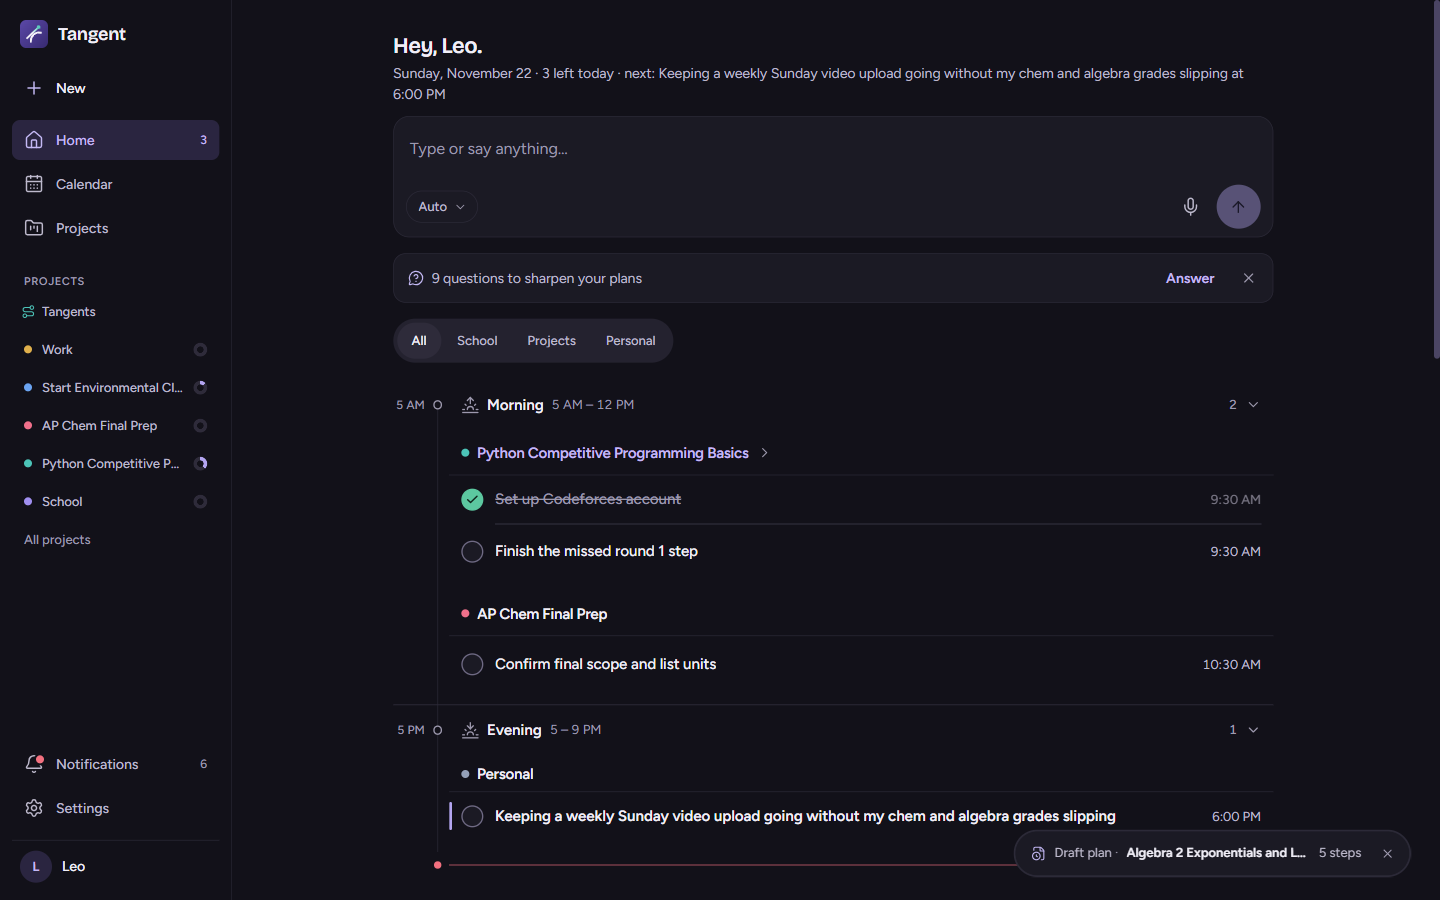 Tangent
New
Home 3
Calendar
Projects
PROJECTS
Tangents
Work
Start Environmental Cl...
AP Chem Final Prep
Python Competitive P...
School
All projects
Notifications 6
Settings
L Leo
Hey, Leo.
Sunday, November 22 · 3 left today · next: Keeping a weekly Sunday video upload going without my chem and algebra grades slipping at
6:00 PM
Type or say anything...
Auto
9 questions to sharpen your plans Answer
All School Projects Personal
5 AM Morning 5 AM – 12 PM 2
Python Competitive Programming Basics
Set up Codeforces account 9:30 AM
Finish the missed round 1 step 9:30 AM
AP Chem Final Prep
Confirm final scope and list units 10:30 AM
5 PM Evening 5 – 9 PM 1
Personal
Keeping a weekly Sunday video upload going without my chem and algebra grades slipping 6:00 PM
Draft plan · Algebra 2 Exponentials and L... 5 steps